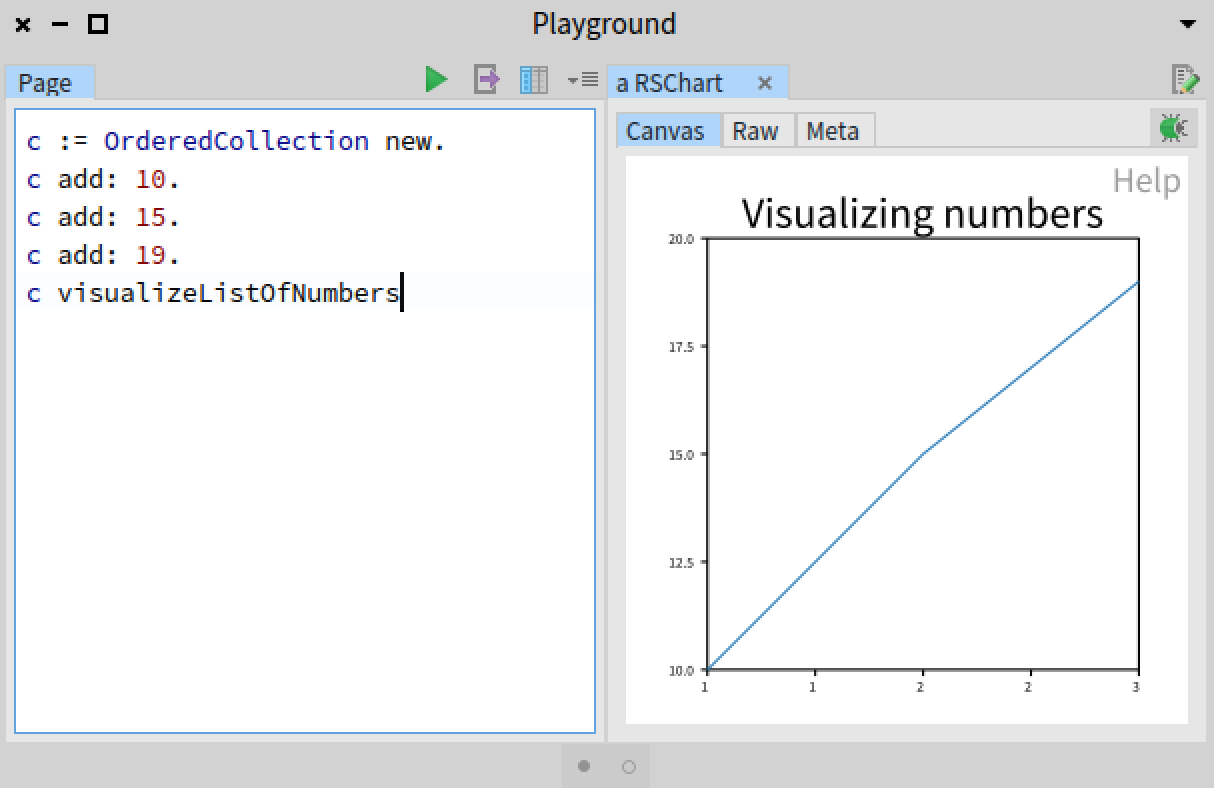 Playground
Page
a RSChart
c := OrderedCollection new.
c add: 10.
c add: 15.
c add: 19.
c visualizeListOfNumbers
Canvas Raw Meta
Help
Visualizing numbers
20.0
17.5
15.0
12.5
10.0
1 1 2 2 3